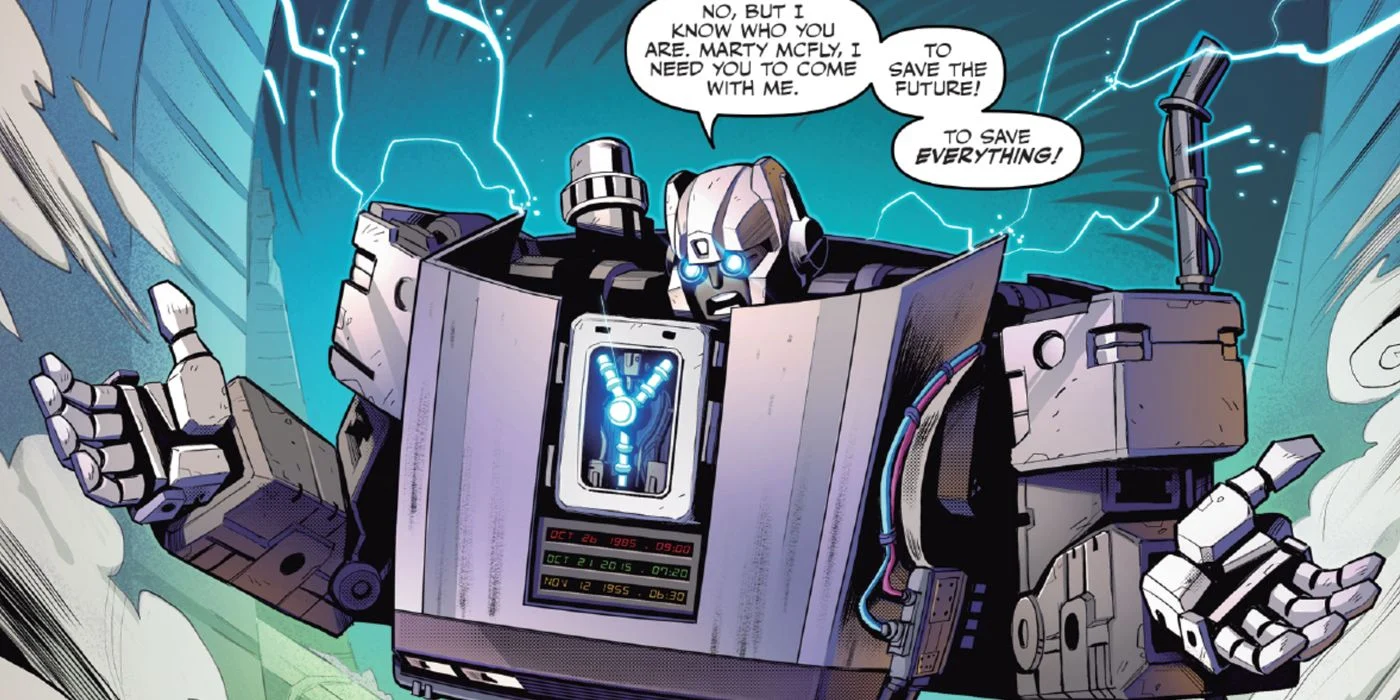 NO, BUT I
KNOW WHO YOU
ARE. MARTY MCFLY, I
NEED YOU TO COME
WITH ME.
TO
SAVE THE
FUTURE!
TO SAVE
EVERYTHING!
OCT 26 1985 . 09:00
OCT 21 2015 . 07:20
NOV 12 1955 . 06:30